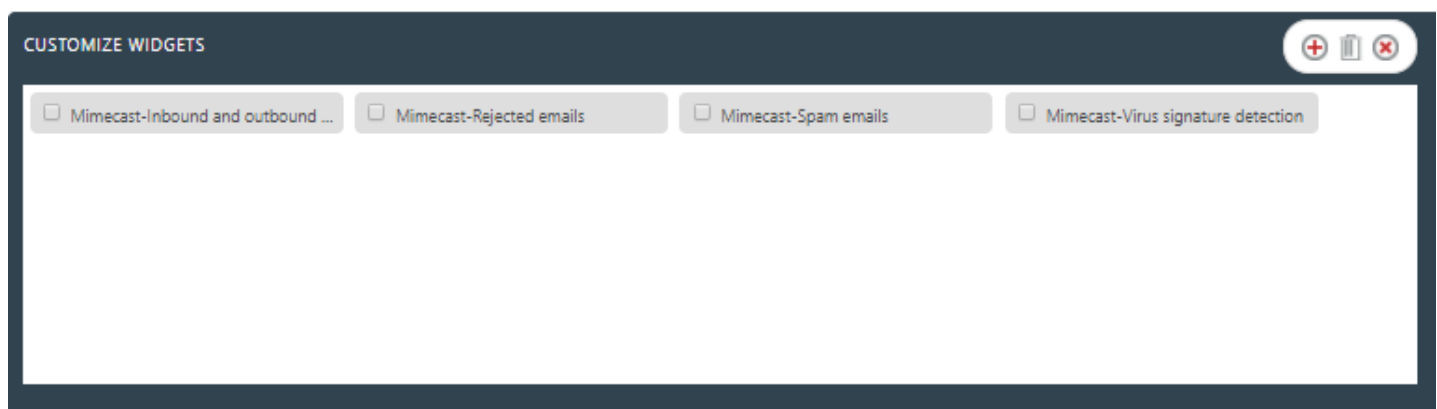 CUSTOMIZE WIDGETS
Mimecast-Inbound and outbound ...
Mimecast-Rejected emails
Mimecast-Spam emails
Mimecast-Virus signature detection